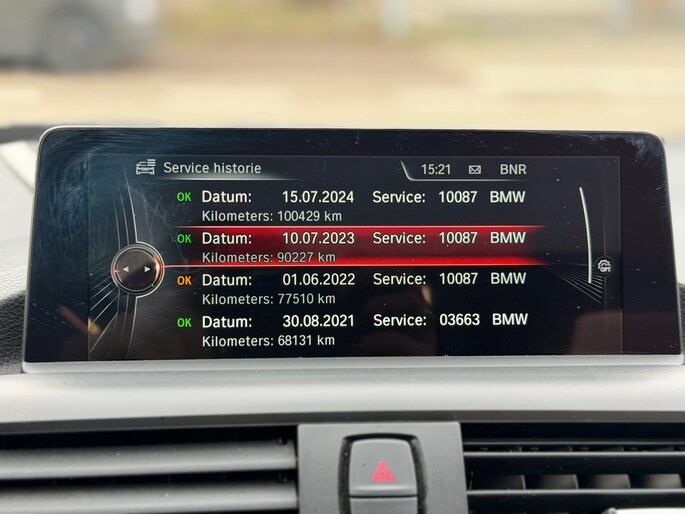 Service historie 15:21 BNR
OK Datum: 15.07.2024 Service: 10087 BMW
Kilometers: 100429 km
OK Datum: 10.07.2023 Service: 10087 BMW
Kilometers: 90227 km
OK Datum: 01.06.2022 Service: 10087 BMW
Kilometers: 77510 km
OK Datum: 30.08.2021 Service: 03663 BMW
Kilometers: 68131 km
OPT